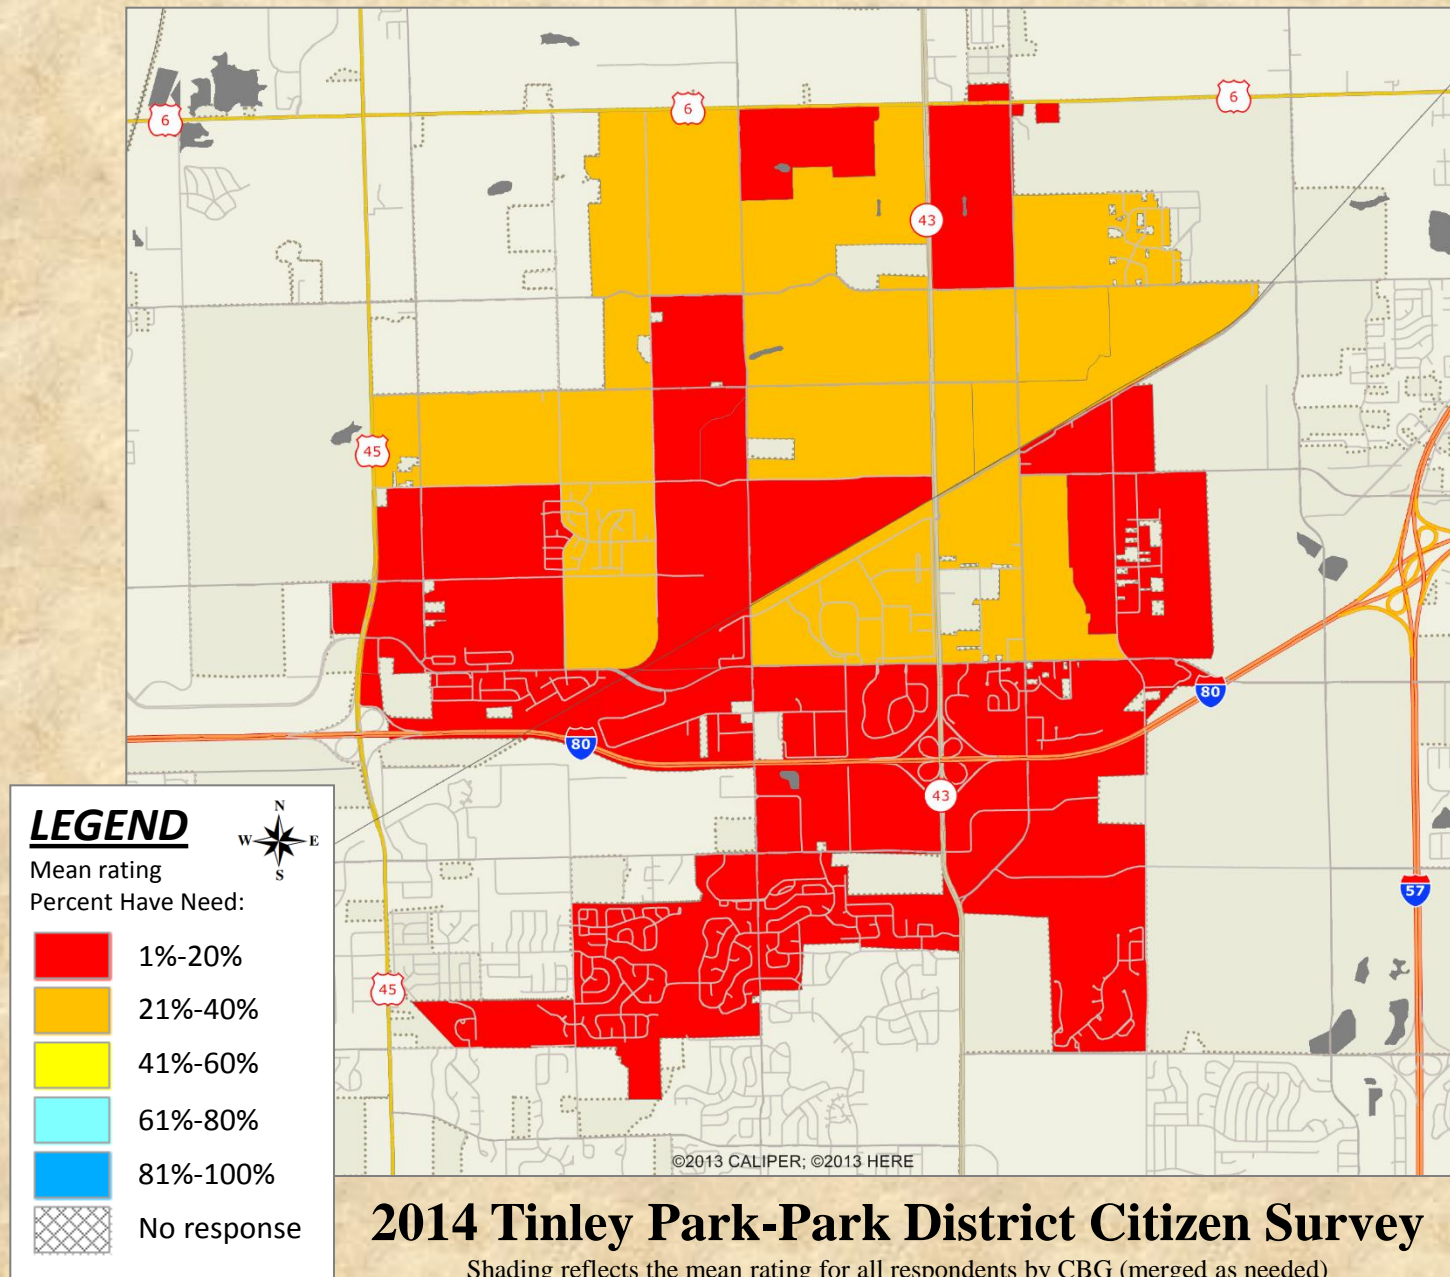 6
6
6
43
45
80
80
43
57
45
LEGEND
N
W
E
S
Mean rating
Percent Have Need:
1%-20%
21%-40%
41%-60%
61%-80%
81%-100%
No response
©2013 CALIPER; ©2013 HERE
2014 Tinley Park-Park District Citizen Survey
Shading reflects the mean rating for all respondents by CBG (merged as needed)